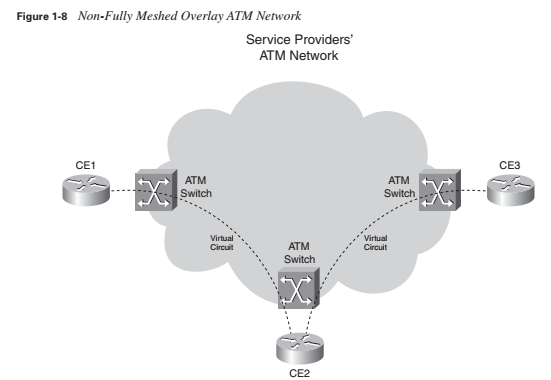 Figure 1-8 Non-Fully Meshed Overlay ATM Network
Service Providers'
ATM Network
CE1
ATM
Switch
ATM
Switch
CE3
Virtual
Circuit
ATM
Switch
Virtual
Circuit
CE2